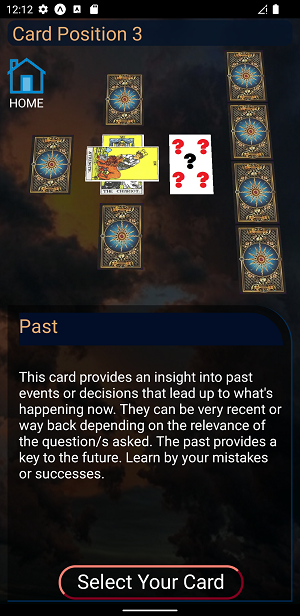 12:12
Card Position 3
HOME
? ?
?
? ?
THE CHARIOT.
Past
This card provides an insight into past
events or decisions that lead up to what's
happening now. They can be very recent or
way back depending on the relevance of
the question/s asked. The past provides a
key to the future. Learn by your mistakes
or successes.
Select Your Card